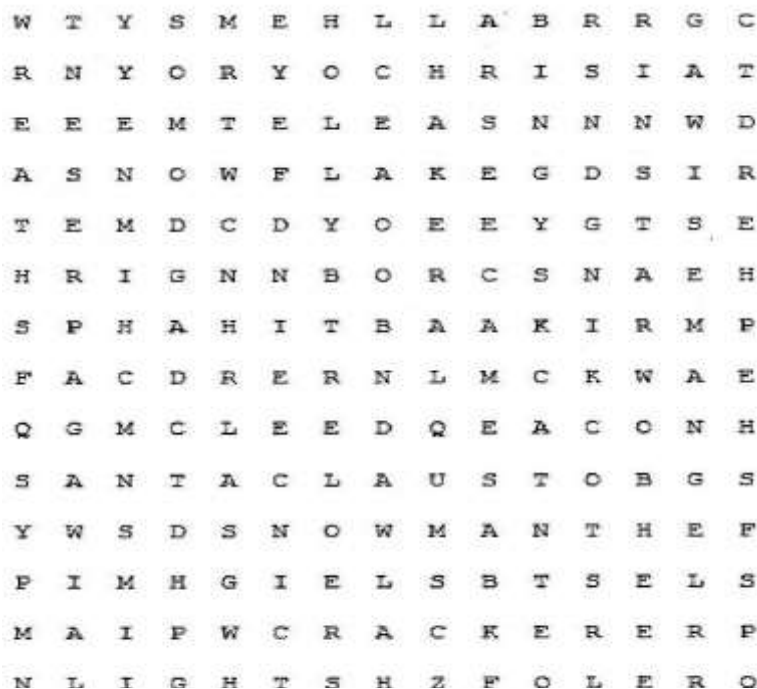 W T Y S M E H L L A B R R G C
R N Y O R Y O C H R I S I A T
E E E M T E L E A S N N N W D
A S N O W F L A K E G D S I R
T E M D C D Y O E E Y G T S E
H R I G N N B O R C S N A E H
S P H A H I T B A A K I R M P
F A C D R E R N L M C K W A E
Q G M C L E E D Q E A C O N H
S A N T A C L A U S T O B G S
Y W S D S N O W M A N T H E F
P I M H G I E L S B T S E L S
M A I P W C R A C K E R E R P
N L I G H T S H Z F O L E R O